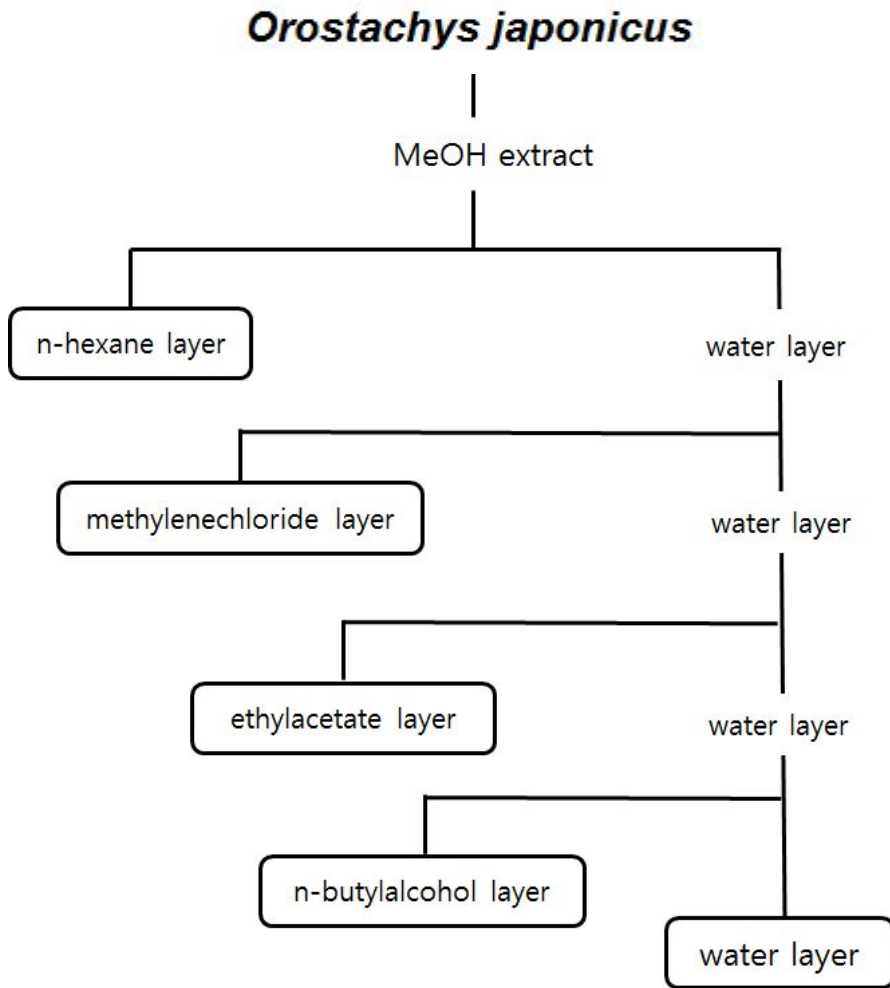 Orostachys japonicus
MeOH extract
n-hexane layer
water layer
methylenechloride layer
water layer
ethylacetate layer
water layer
n-butylalcohol layer
water layer